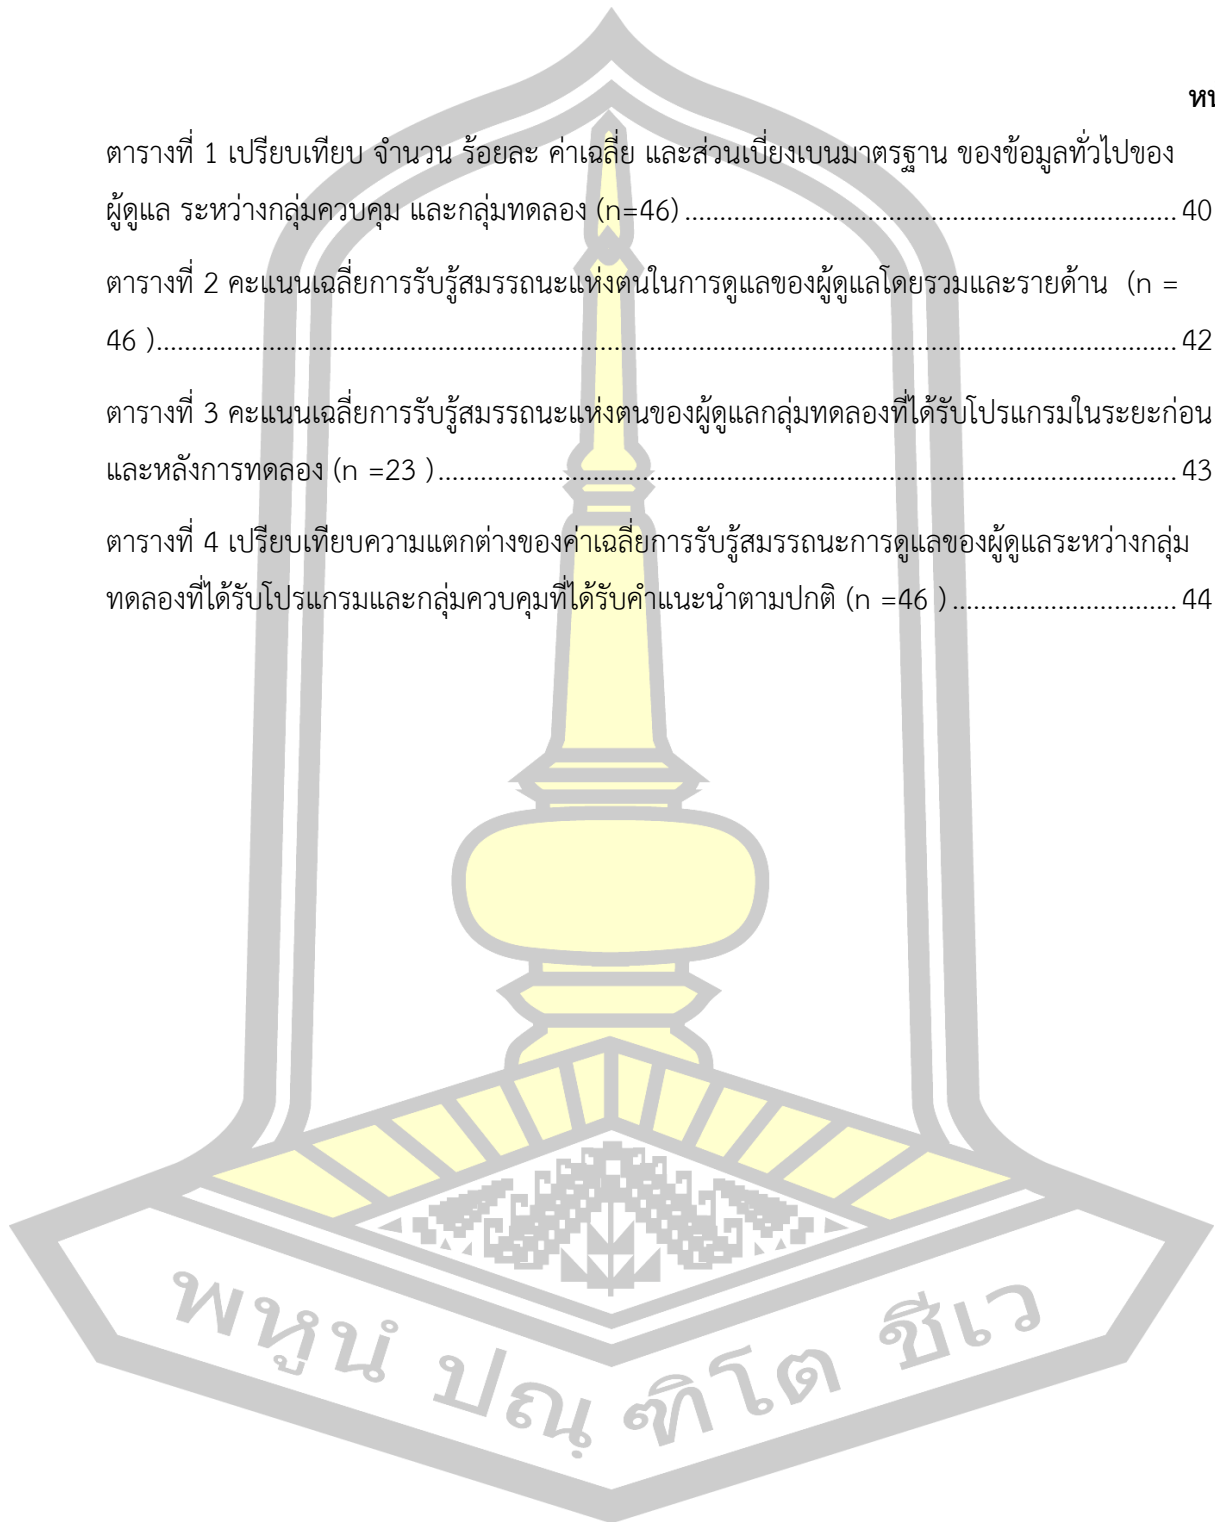 ตารางที่ 1 เปรียบเทียบ จำนวน ร้อยละ ค่าเฉลี่ย และส่วนเบี่ยงเบนมาตรฐาน ของข้อมูลทั่วไปของ
ผู้ดูแล ระหว่างกลุ่มควบคุม และกลุ่มทดลอง (n=46) ...................................................................... 40
ตารางที่ 2 คะแนนเฉลี่ยการรับรู้สมรรถนะแห่งตนในการดูแลของผู้ดูแลโดยรวมและรายด้าน (n =
46 )................................................................................................................................................... 42
ตารางที่ 3 คะแนนเฉลี่ยการรับรู้สมรรถนะแห่งตนของผู้ดูแลกลุ่มทดลองที่ได้รับโปรแกรมในระยะก่อน
และหลังการทดลอง (n =23 ).......................................................................................................... 43
ตารางที่ 4 เปรียบเทียบความแตกต่างของค่าเฉลี่ยการรับรู้สมรรถนะการดูแลของผู้ดูแลระหว่างกลุ่ม
ทดลองที่ได้รับโปรแกรมและกลุ่มควบคุมที่ได้รับคำแนะนำตามปกติ (n =46 ) ................................ 44
พหูนํ ปณฺฑิโต ชีเว